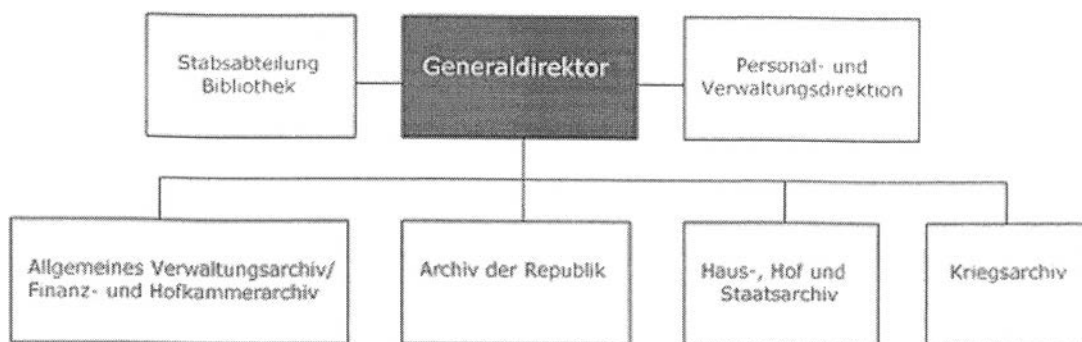 Stabsabteilung
Bibliothek
Generaldirektor
Personal- und
Verwaltungsdirektion
Allgemeines Verwaltungsarchiv/
Finanz- und Hofkammerarchiv
Archiv der Republik
Haus-, Hof und
Staatsarchiv
Kriegsarchiv